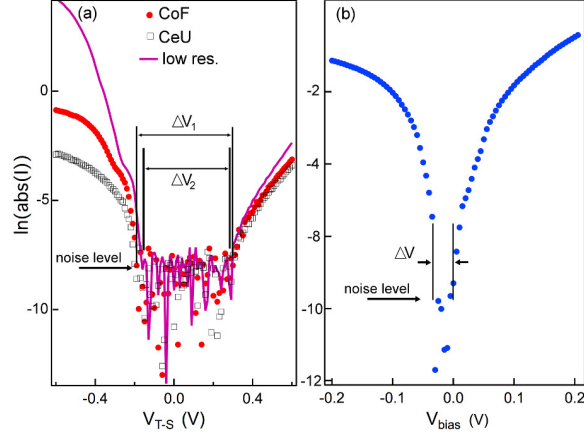 (a)
CoF
CeU
low res.
ΔV1
ΔV2
noise level
0
-5
-10
ln(abs(I))
-0.4
0.0
0.4
VT-S (V)
(b)
ΔV
noise level
-2
-4
-6
-8
-10
-12
-0.2
-0.1
0.0
0.1
0.2
Vbias (V)